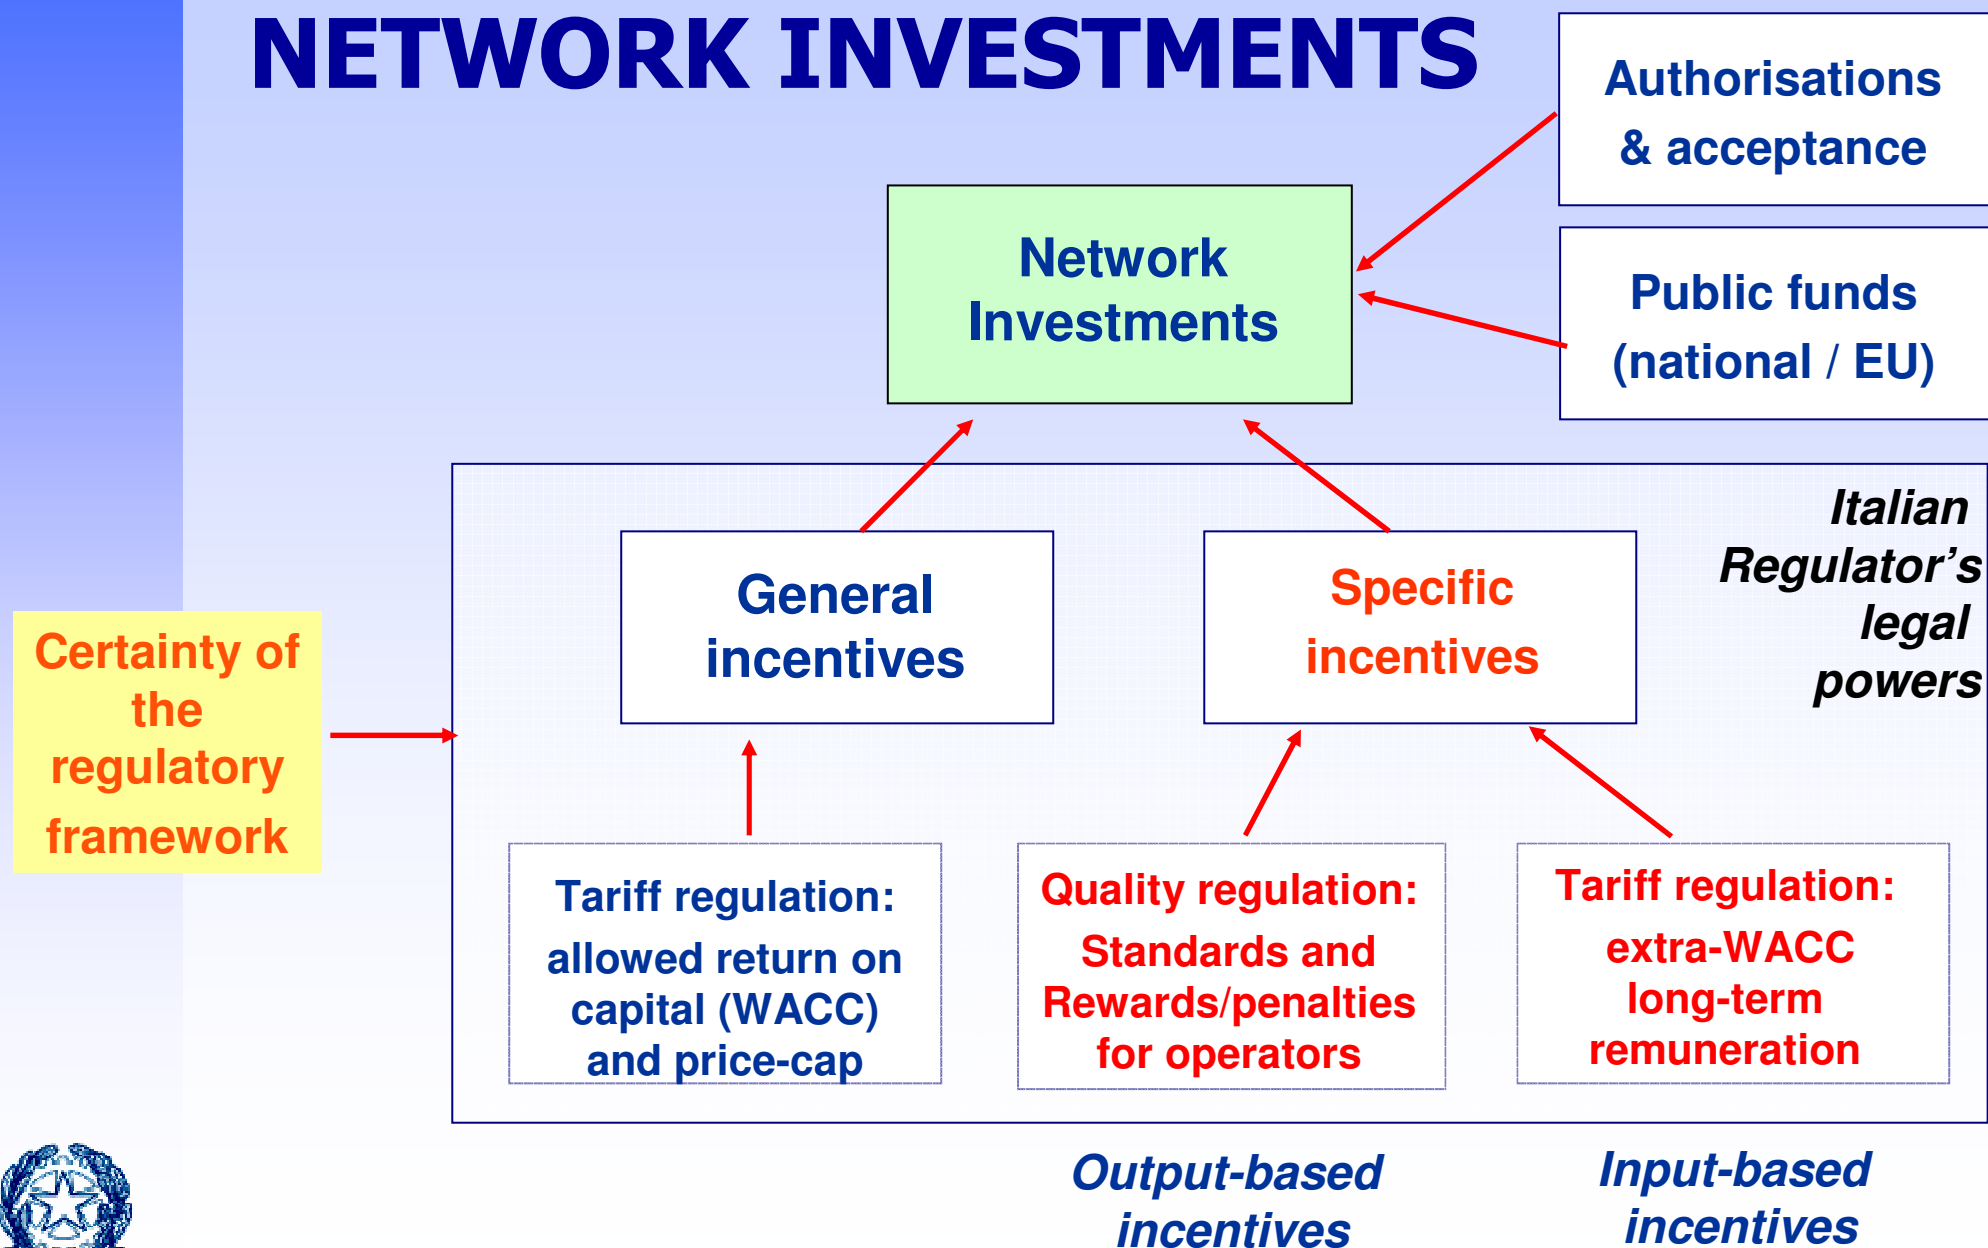 NETWORK INVESTMENTS
Authorisations
& acceptance
Network
Investments
Public funds
(national / EU)
Italian
Regulator’s
legal
powers
General
incentives
Specific
incentives
Certainty of
the
regulatory
framework
Tariff regulation:
allowed return on
capital (WACC)
and price-cap
Quality regulation:
Standards and
Rewards/penalties
for operators
Tariff regulation:
extra-WACC
long-term
remuneration
Output-based
incentives
Input-based
incentives